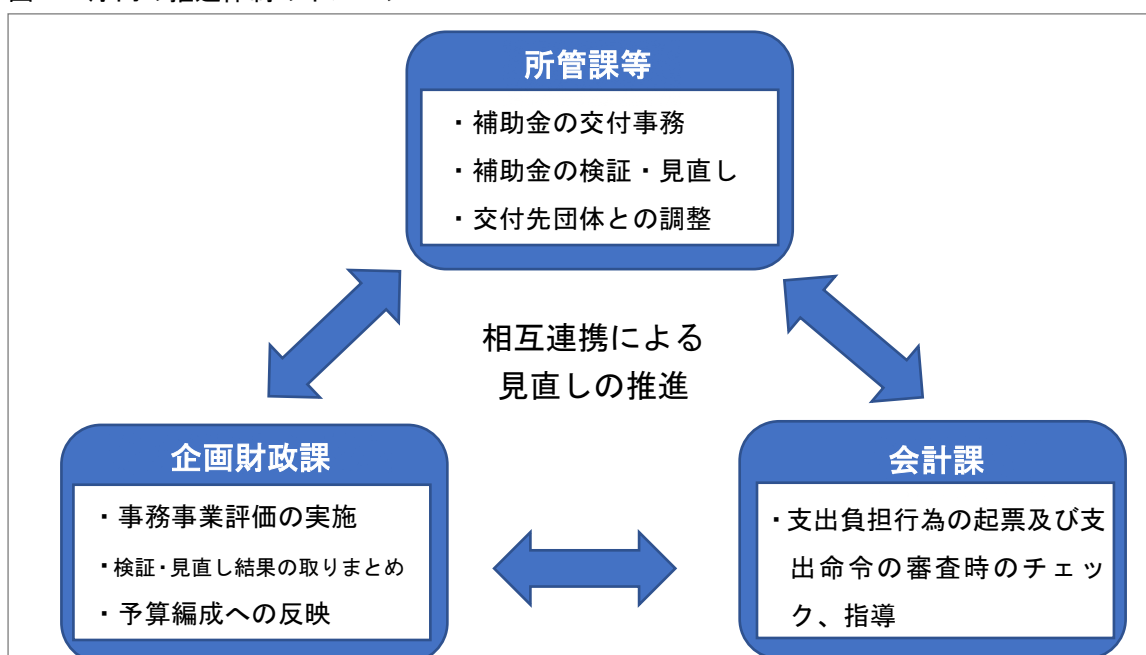 所管課等
・補助金の交付事務
・補助金の検証・見直し
・交付先団体との調整
相互連携による
見直しの推進
企画財政課
・事務事業評価の実施
・検証・見直し結果の取りまとめ
・予算編成への反映
会計課
・支出負担行為の起票及び支
出命令の審査時のチェッ
ク、指導